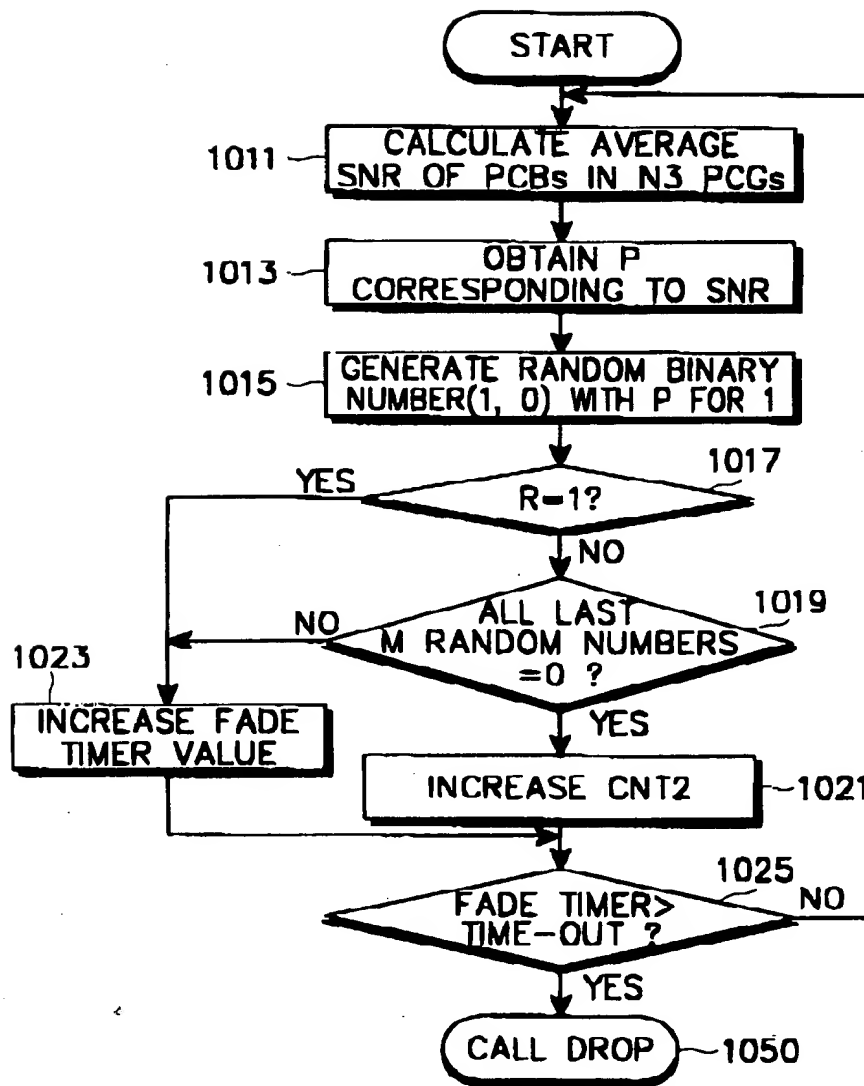 START
1011
CALCULATE AVERAGE
SNR OF PCBs IN N3 PCGs
1013
OBTAIN P
CORRESPONDING TO SNR
1015
GENERATE RANDOM BINARY
NUMBER(1, 0) WITH P FOR 1
1017
YES
R=1?
NO
1019
ALL LAST
NO
M RANDOM NUMBERS
=0 ?
1023
YES
INCREASE FADE
TIMER VALUE
INCREASE CNT2
1021
1025
FADE TIMER>
NO
TIME-OUT ?
YES
CALL DROP
1050